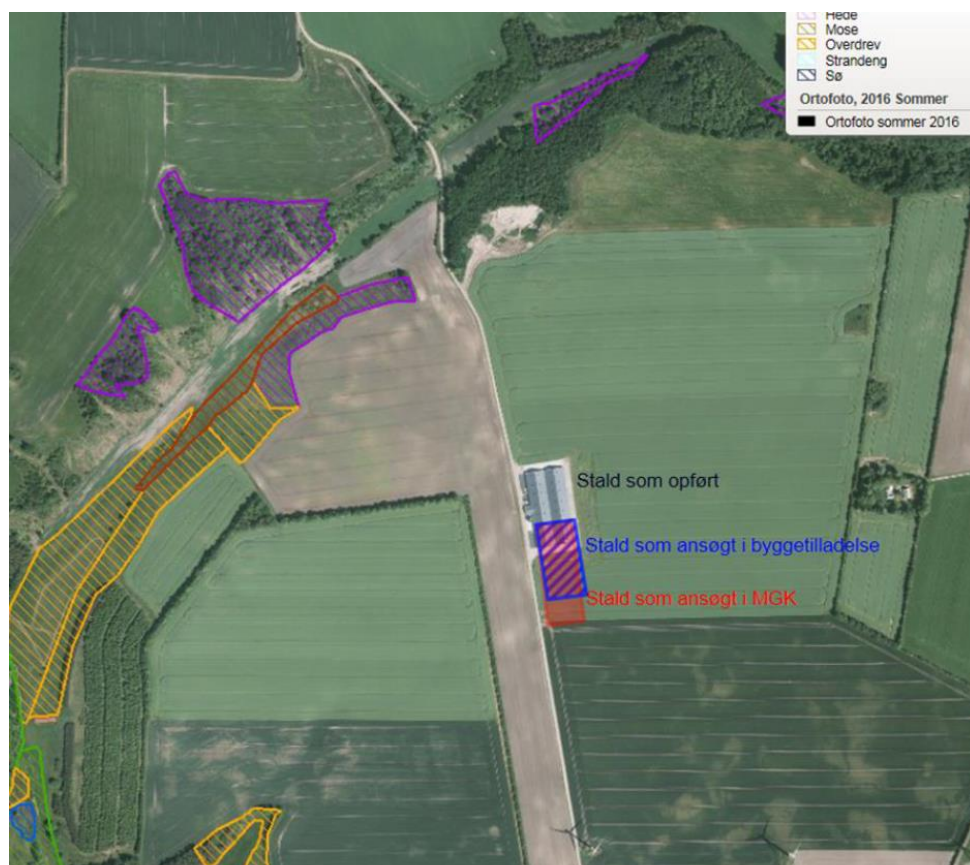 Hede
Mose
Overdrev
Strandeng
Sø
Ortofoto, 2016 Sommer
Ortofoto sommer 2016
Stald som opført
Stald som ansøgt i byggetilladelse
Stald som ansøgt i MGK